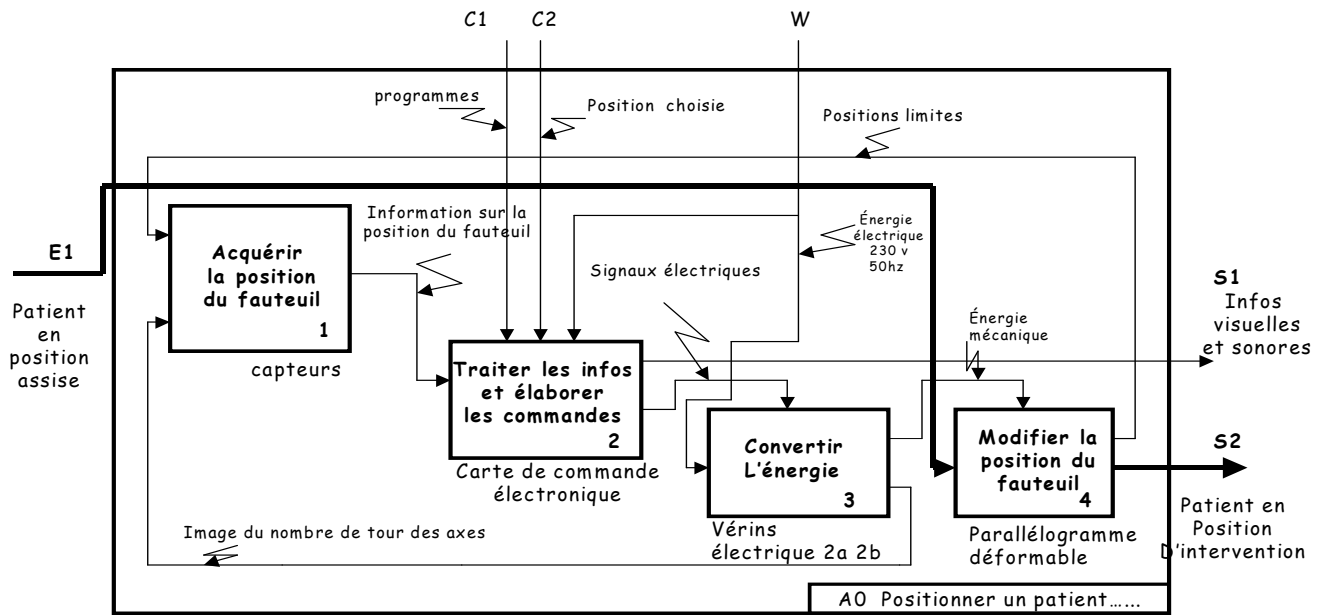 C1
C2
W
programmes
Position choisie
Positions limites
E1
Patient
en
position
assise
Acquérir
la position
du fauteuil
1
capteurs
Information sur la
position du fauteuil
Signaux électriques
Énergie
électrique
230 v
50hz
Traiter les infos
et élaborer
les commandes
2
Carte de commande
électronique
Énergie
mécanique
S1
Infos
visuelles
et sonores
Convertir
L'énergie
3
Vérins
électrique 2a 2b
Modifier la
position du
fauteuil
4
Parallélogramme
déformable
S2
Patient en
Position
D'intervention
Image du nombre de tour des axes
A0 Positionner un patient......